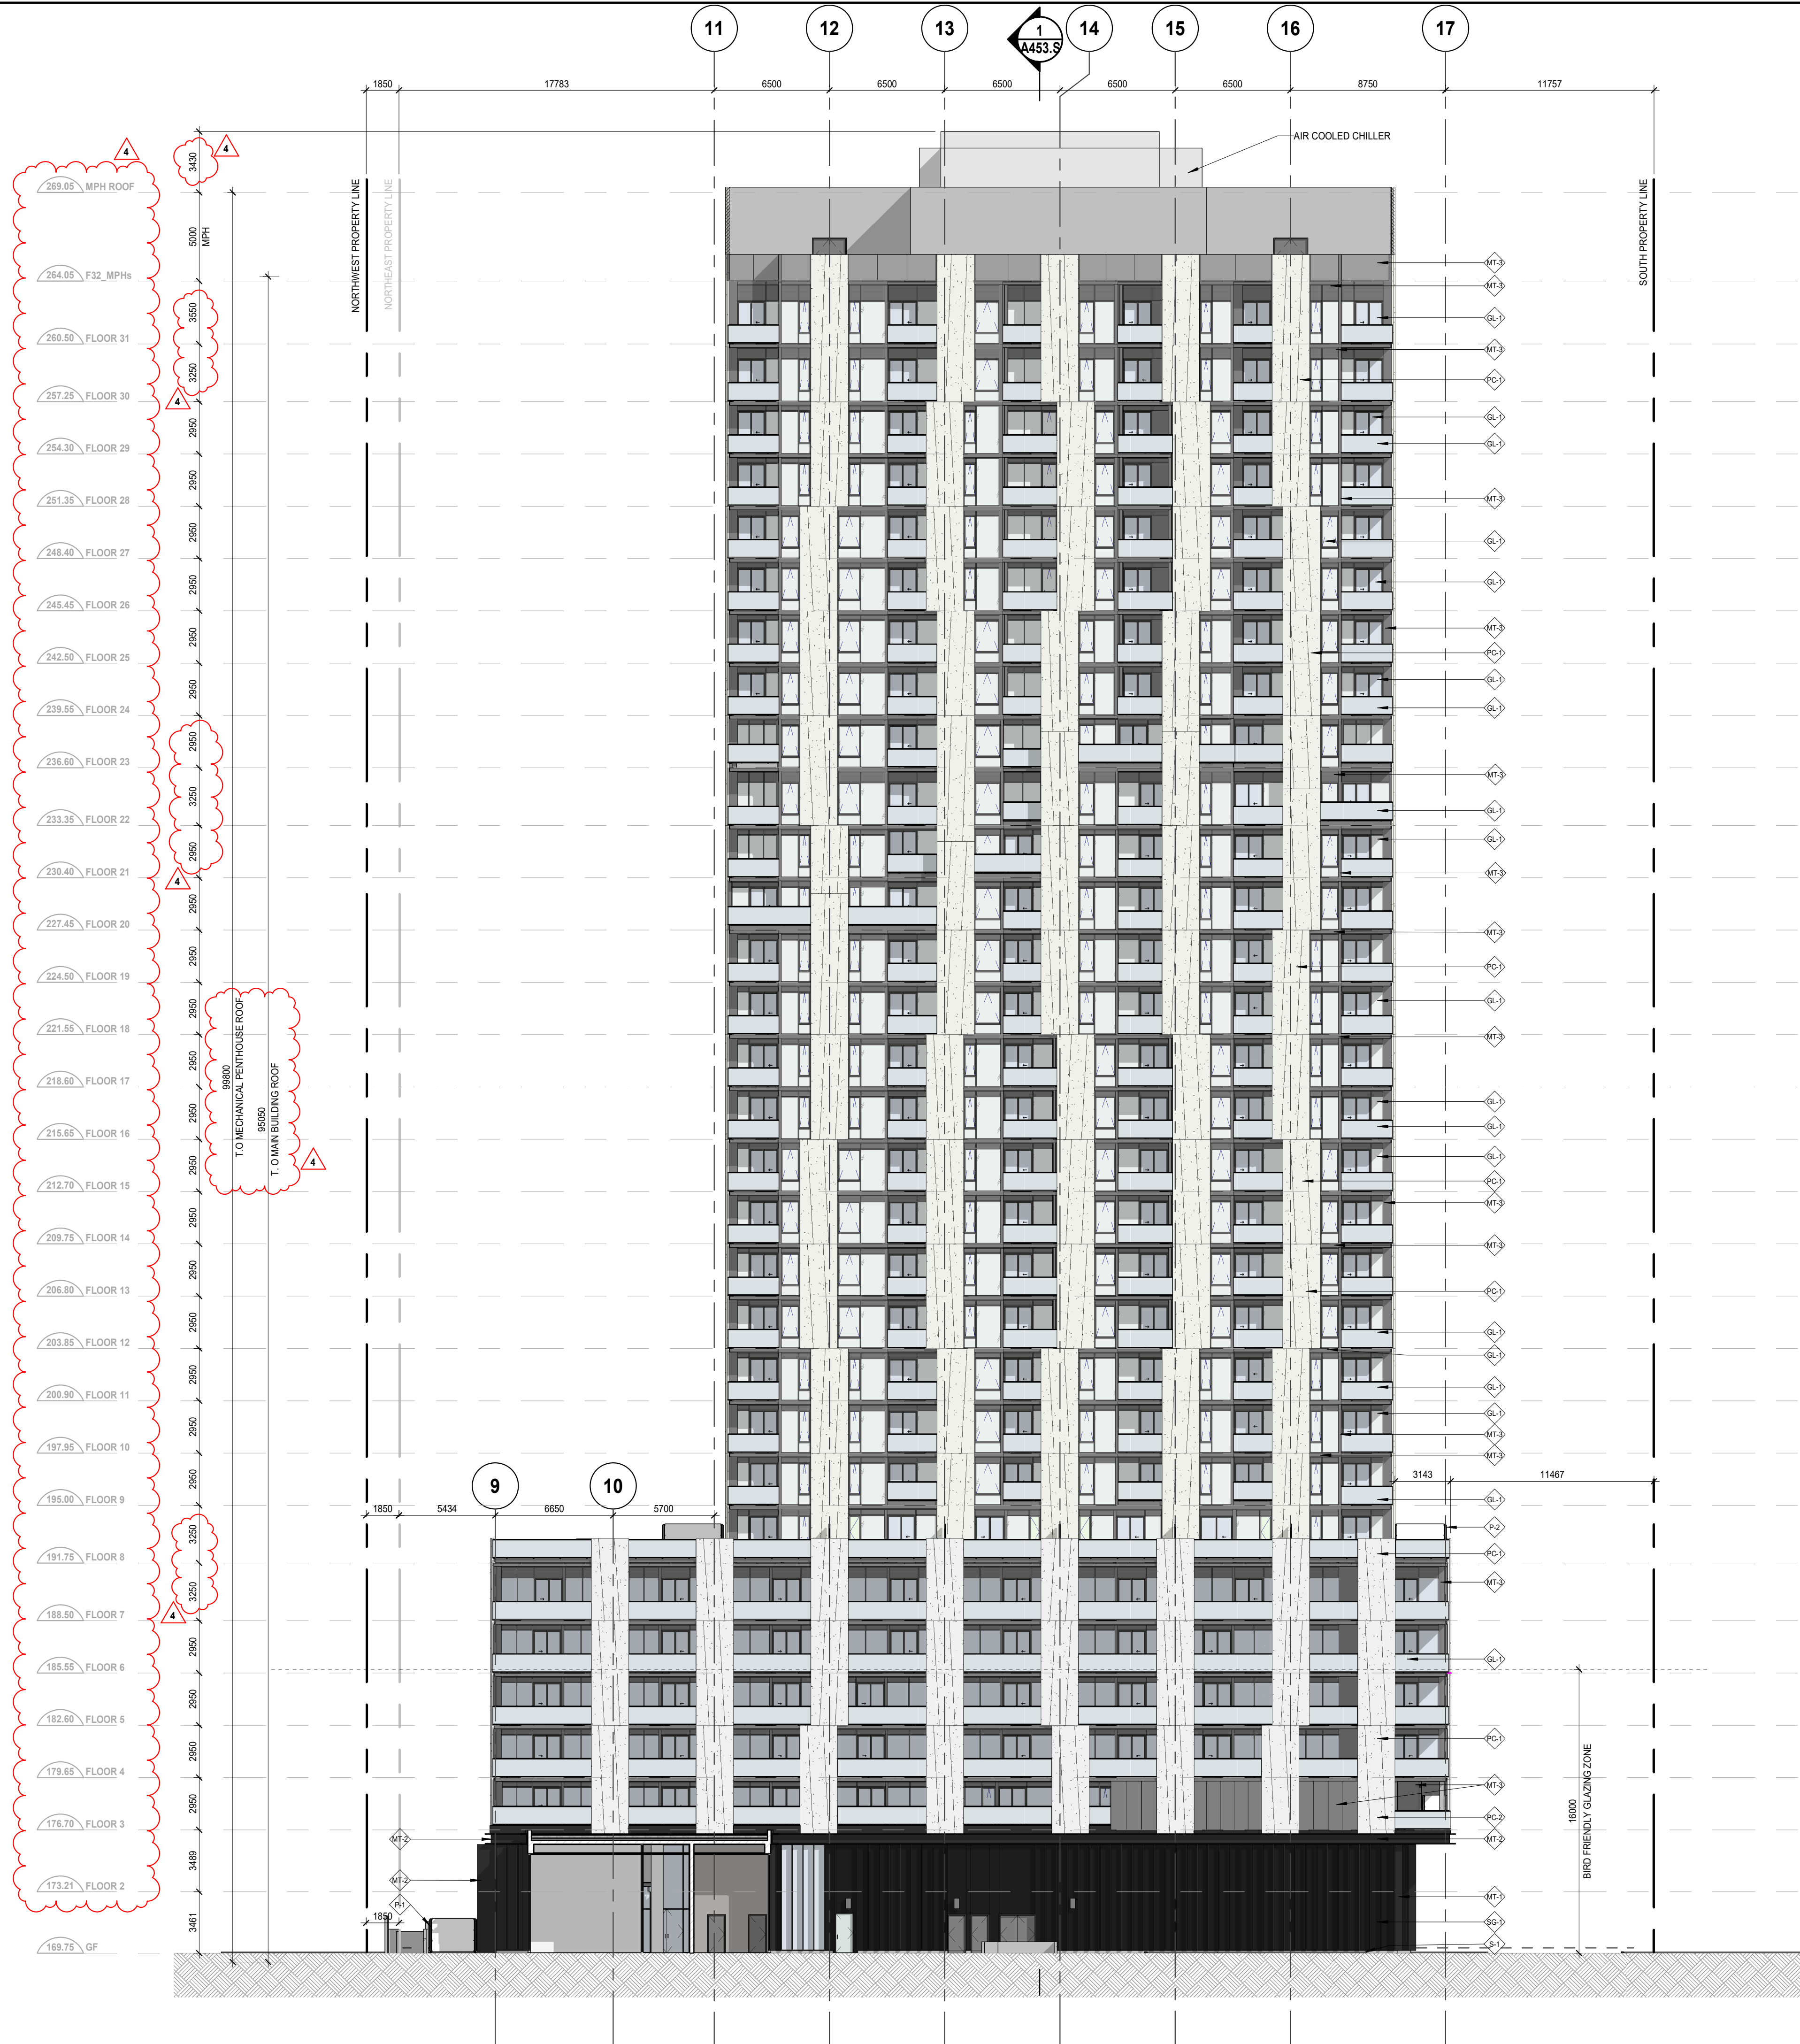 11 12 13 14 15 16 17
1
A453.S
1850 17783 6500 6500 6500 6500 6500 8750 11757
AIR COOLED CHILLER
NORTHWEST PROPERTY LINE
NORTHEAST PROPERTY LINE
SOUTH PROPERTY LINE
4
4
3430
269.05 MPH ROOF
5000
MPH
264.05 F32_MPHs
3550
260.50 FLOOR 31
3250
257.25 FLOOR 30
4
2950
254.30 FLOOR 29
2950
251.35 FLOOR 28
2950
248.40 FLOOR 27
2950
245.45 FLOOR 26
2950
242.50 FLOOR 25
2950
239.55 FLOOR 24
2950
236.60 FLOOR 23
3250
233.35 FLOOR 22
2950
230.40 FLOOR 21
4
2950
227.45 FLOOR 20
2950
224.50 FLOOR 19
2950
221.55 FLOOR 18
2950
218.60 FLOOR 17
2950
215.65 FLOOR 16
2950
212.70 FLOOR 15
2950
209.75 FLOOR 14
2950
206.80 FLOOR 13
2950
203.85 FLOOR 12
2950
200.90 FLOOR 11
2950
197.95 FLOOR 10
2950
195.00 FLOOR 9
3250
191.75 FLOOR 8
3250
188.50 FLOOR 7
4
2950
185.55 FLOOR 6
2950
182.60 FLOOR 5
2950
179.65 FLOOR 4
2950
176.70 FLOOR 3
3489
173.21 FLOOR 2
3461
169.75 GF
99800
T.O MECHANICAL PENTHOUSE ROOF
95050
T. O MAIN BUILDING ROOF
4
9 10
1850 5434 6650 5700
3143 11467
1850
MT-2
MT-2
P-1
MT-3
MT-3
GL-1
MT-3
PC-1
GL-1
GL-1
MT-3
GL-1
GL-1
MT-3
PC-1
GL-1
GL-1
MT-3
GL-1
GL-1
MT-3
MT-3
PC-1
GL-1
MT-3
GL-1
GL-1
GL-1
PC-1
MT-3
MT-3
PC-1
GL-1
GL-1
GL-1
GL-1
MT-3
MT-3
GL-1
P-2
PC-1
MT-3
GL-1
PC-1
MT-3
PC-2
MT-2
MT-1
SG-1
S-1
16000
BIRD FRIENDLY GLAZING ZONE